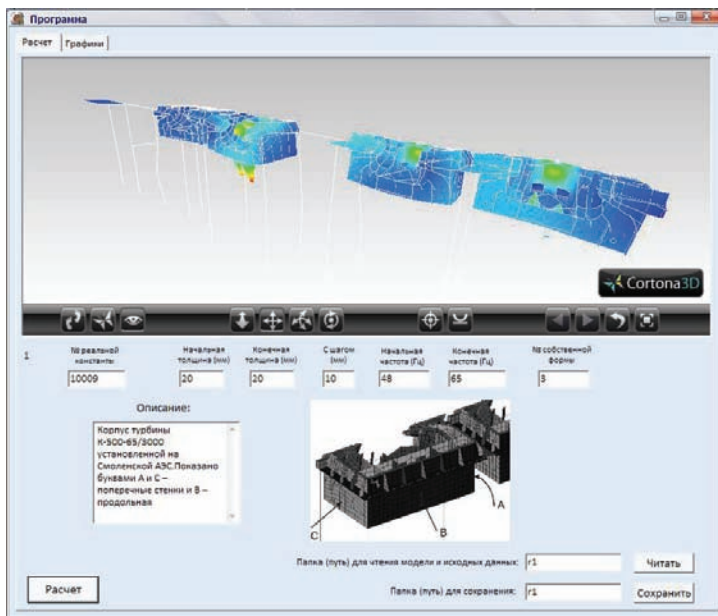 Программа
Расчет Графики
Cortona3D
1 № реальной константы Начальная толщина (мм) Конечная толщина (мм) С шагом (мм) Начальная частота (Гц) Конечная частота (Гц) № собственной формы
10009 20 20 10 48 65 3
Описание:
Корпус турбины
К-500-65/3000
установленной на
Смоленской АЭС.Показано
буквами А и С –
поперечные стенки и В –
продольная
A
B
C
Папка (путь) для чтения модели и исходных данных: r1 Читать
Расчет Папка (путь) для сохранения: r1 Сохранить